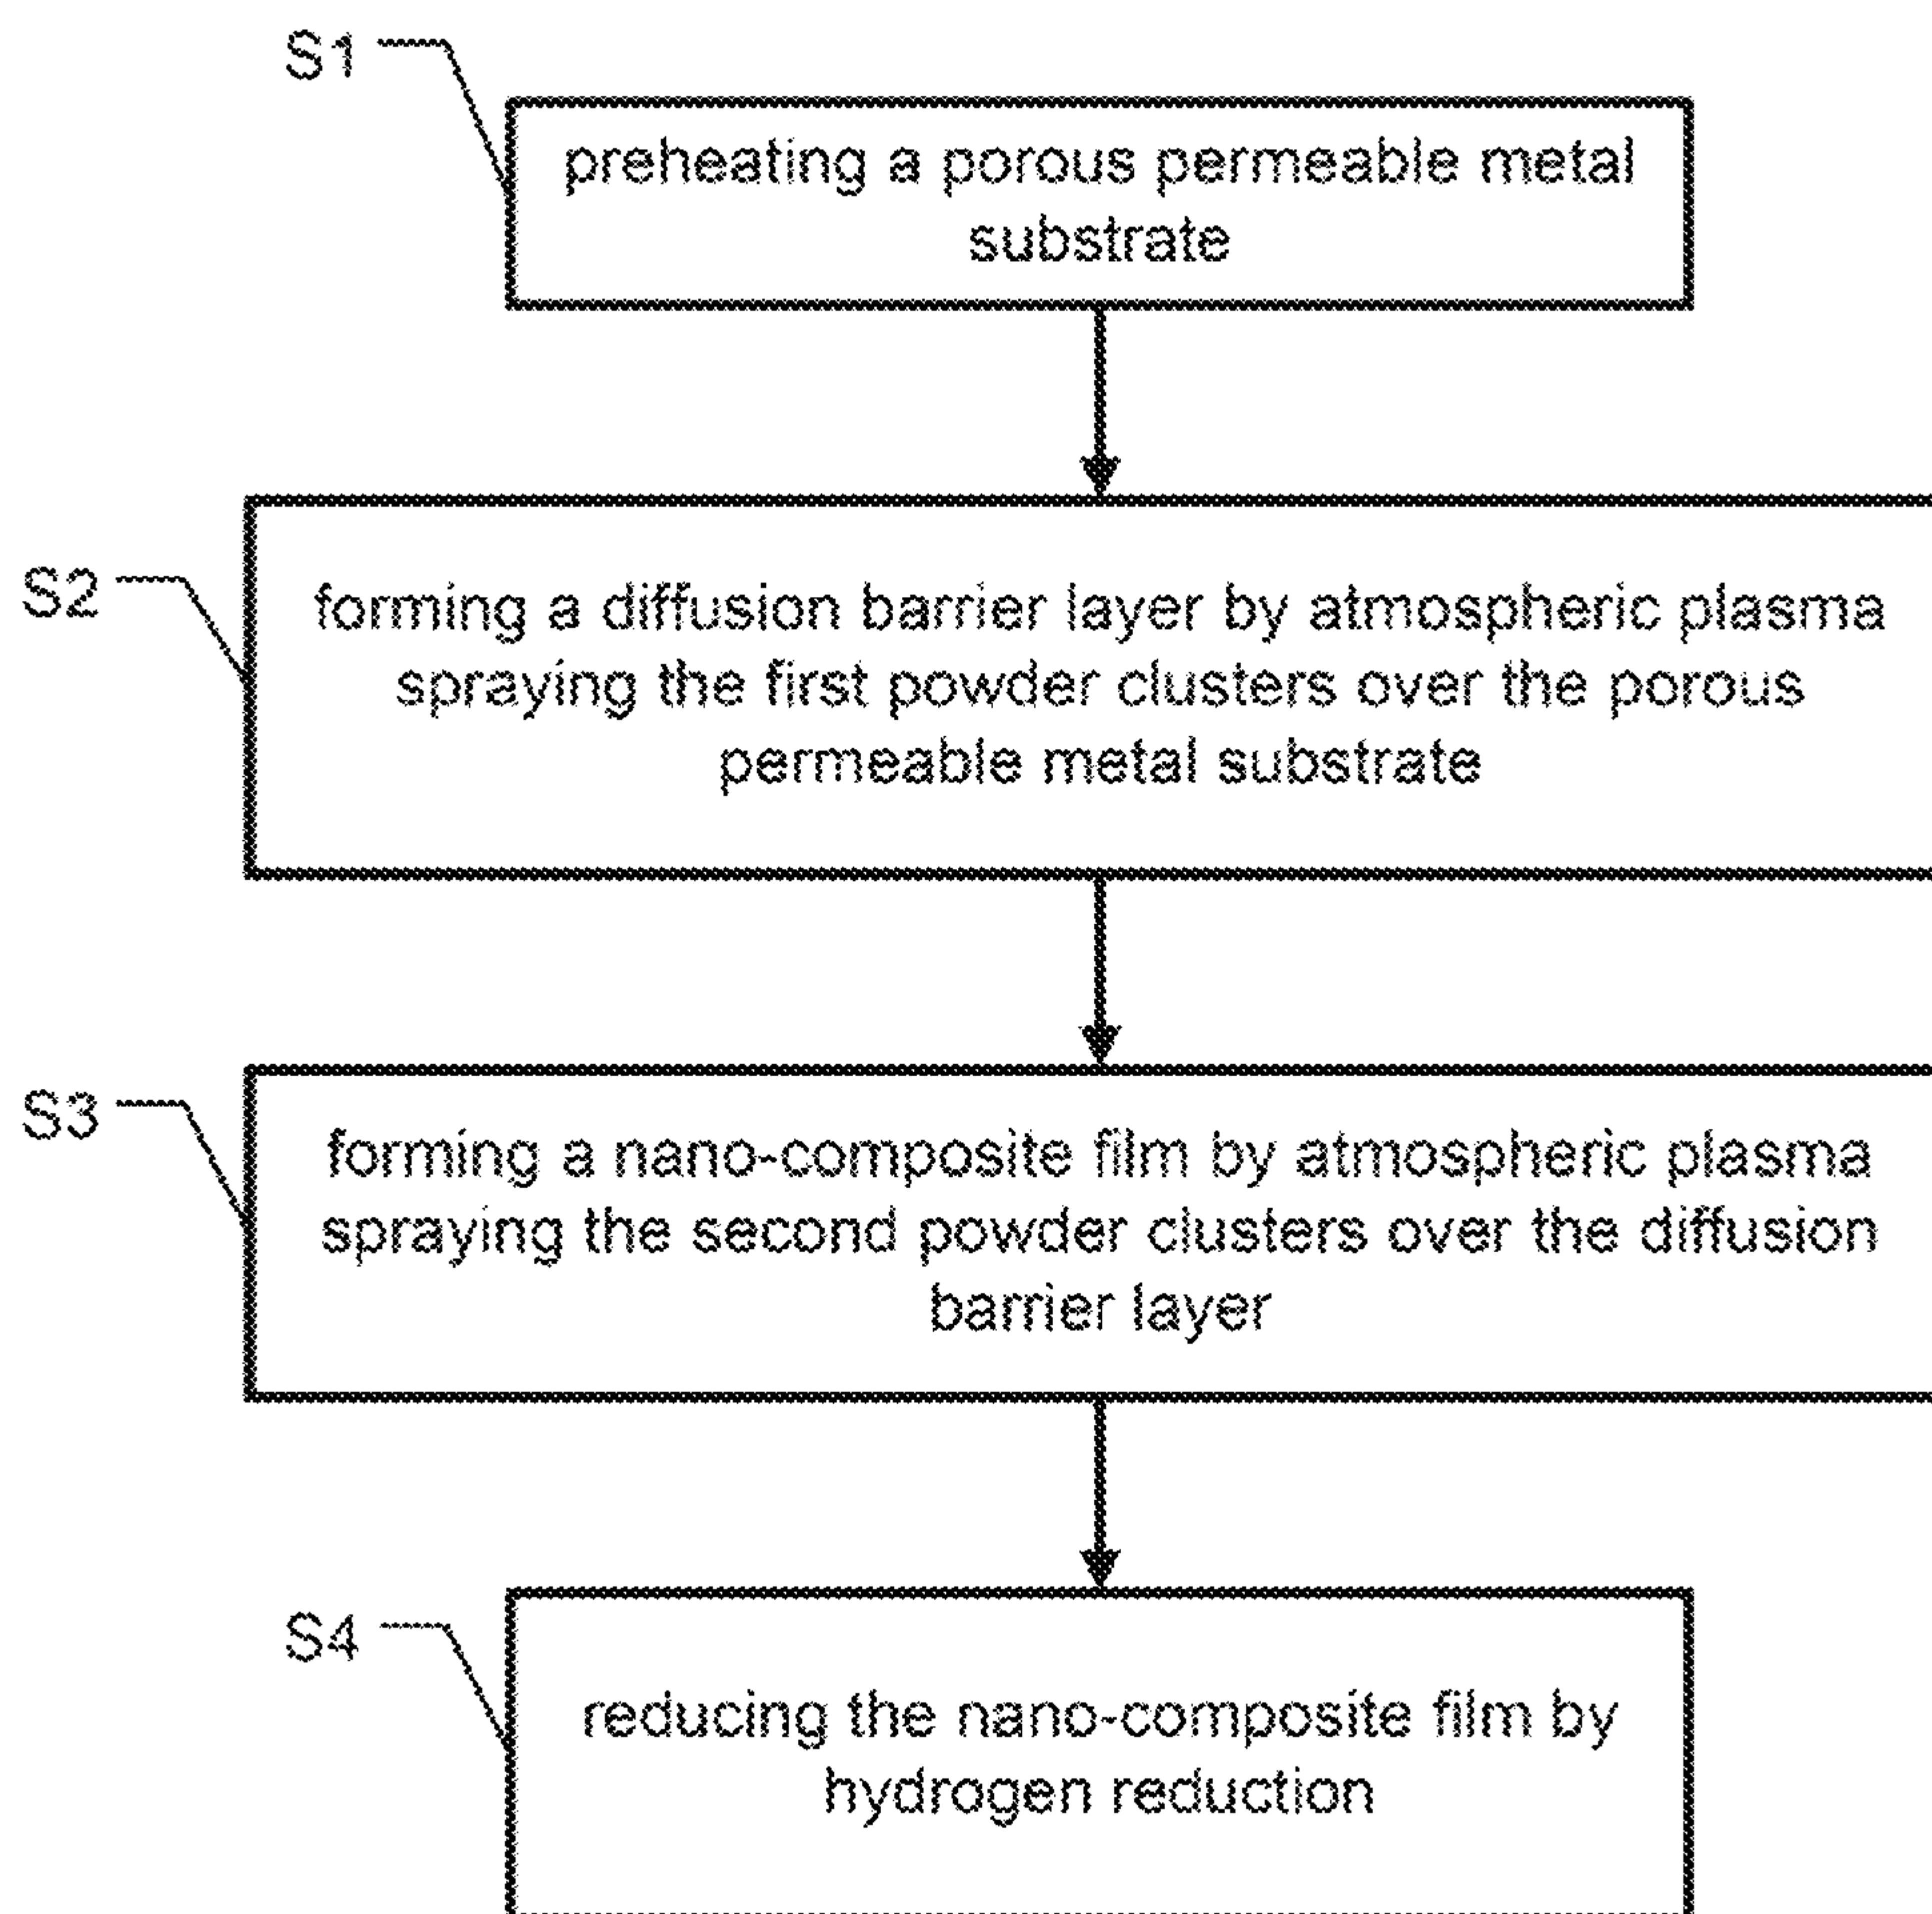 S1
preheating a porous permeable metal
substrate
S2
forming a diffusion barrier layer by atmospheric plasma
spraying the first powder clusters over the porous
permeable metal substrate
S3
forming a nano-composite film by atmospheric plasma
spraying the second powder clusters over the diffusion
barrier layer
S4
reducing the nano-composite film by
hydrogen reduction